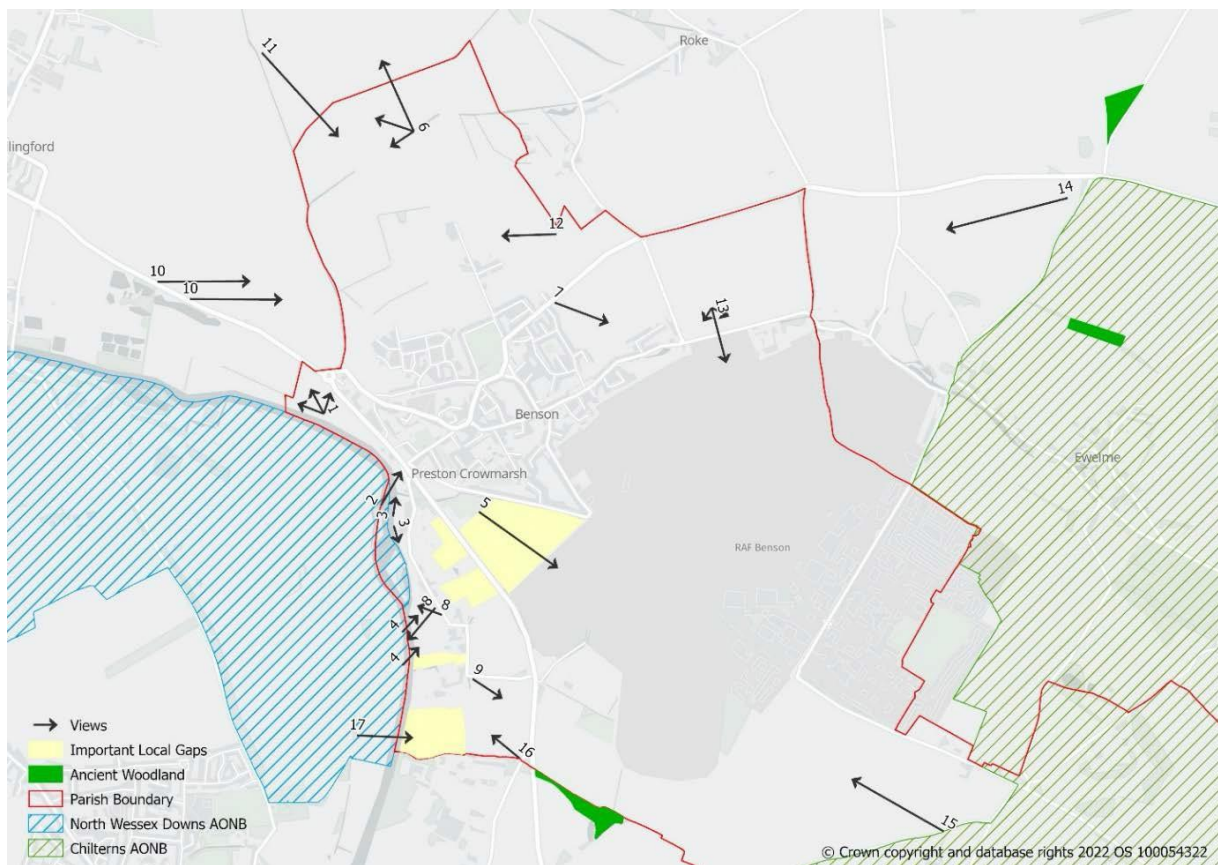 11
Roke
6
lingford
14
12
10
10
7
13
1
Benson
Preston Crowmarsh
Ewelme
2
3
3
5
RAF Benson
8
8
4
4
9
17
16
15
Views
Important Local Gaps
Ancient Woodland
Parish Boundary
North Wessex Downs AONB
Chilterns AONB
© Crown copyright and database rights 2022 OS 100054322